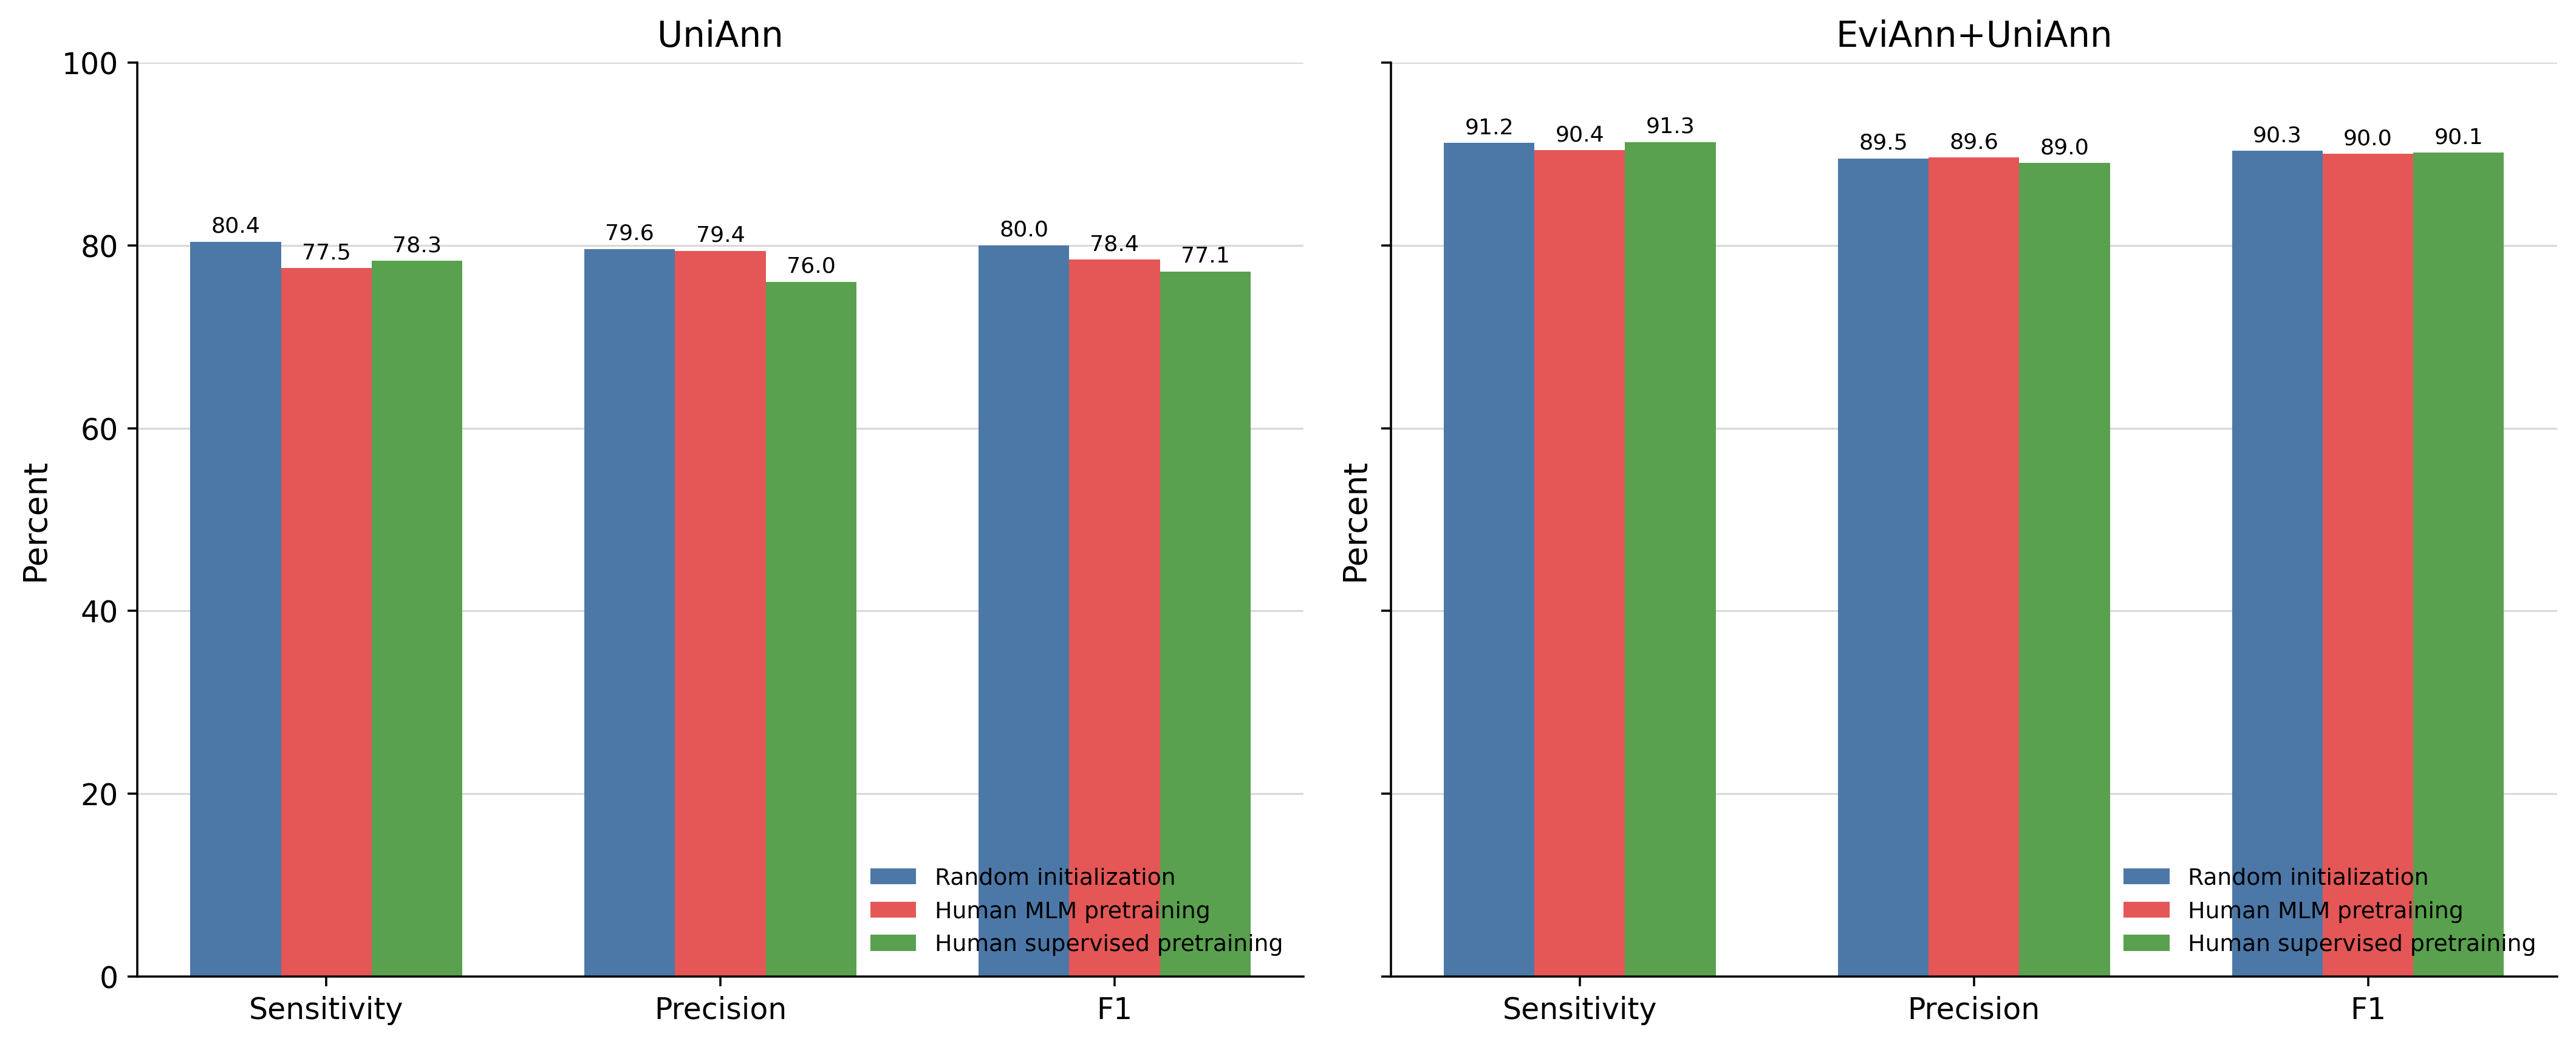 UniAnn
EviAnn+UniAnn
100
80
60
40
20
0
Percent
80.4
77.5
78.3
79.6
79.4
76.0
80.0
78.4
77.1
Random initialization
Human MLM pretraining
Human supervised pretraining
Sensitivity
Precision
F1
Percent
91.2
90.4
91.3
89.5
89.6
89.0
90.3
90.0
90.1
Random initialization
Human MLM pretraining
Human supervised pretraining
Sensitivity
Precision
F1